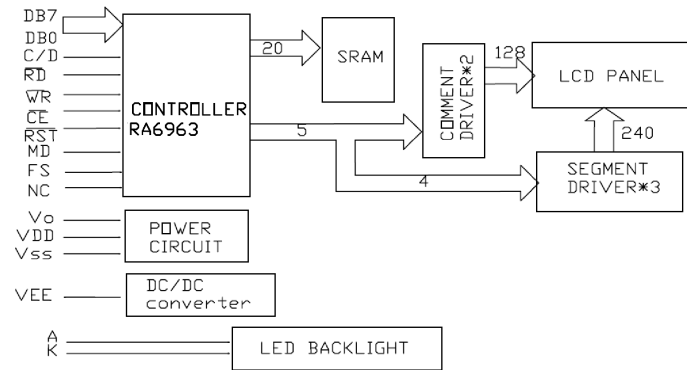 DB7
DB0
C/D
RD
WR
CE
RST
MD
FS
NC
CONTROLLER
RA6963
20
SRAM
5
COMMENT
DRIVER*2
128
LCD PANEL
240
4
SEGMENT
DRIVER*3
Vo
VDD
Vss
POWER
CIRCUIT
VEE
DC/DC
converter
A
K
LED BACKLIGHT